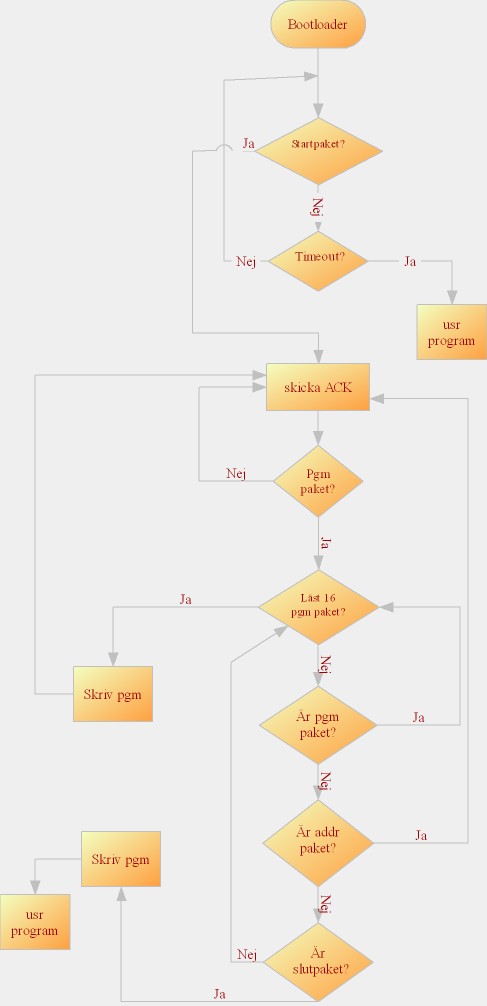 Bootloader
Startpaket?
Ja
Nej
Timeout?
Nej
Ja
usr
program
skicka ACK
Pgm
paket?
Nej
Ja
Läst 16
pgm paket?
Ja
Nej
Skriv pgm
Är pgm
paket?
Ja
Nej
Är addr
paket?
Ja
Skriv pgm
Nej
usr
program
Är
slutpaket?
Nej
Ja